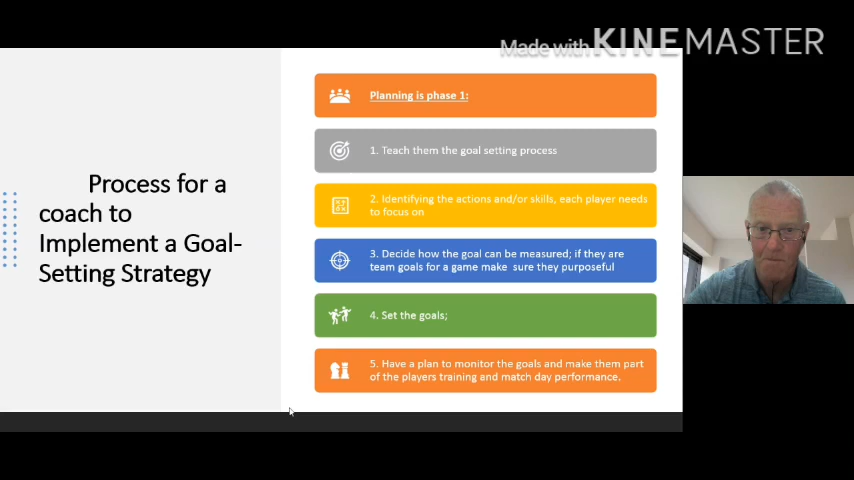 Made with KINEMASTER
Planning is phase 1:
1. Teach them the goal setting process
2. Identifying the actions and/or skills, each player needs
to focus on
3. Decide how the goal can be measured; if they are
team goals for a game make sure they purposeful
4. Set the goals;
5. Have a plan to monitor the goals and make them part
of the players training and match day performance.
Process for a
coach to
Implement a Goal-
Setting Strategy